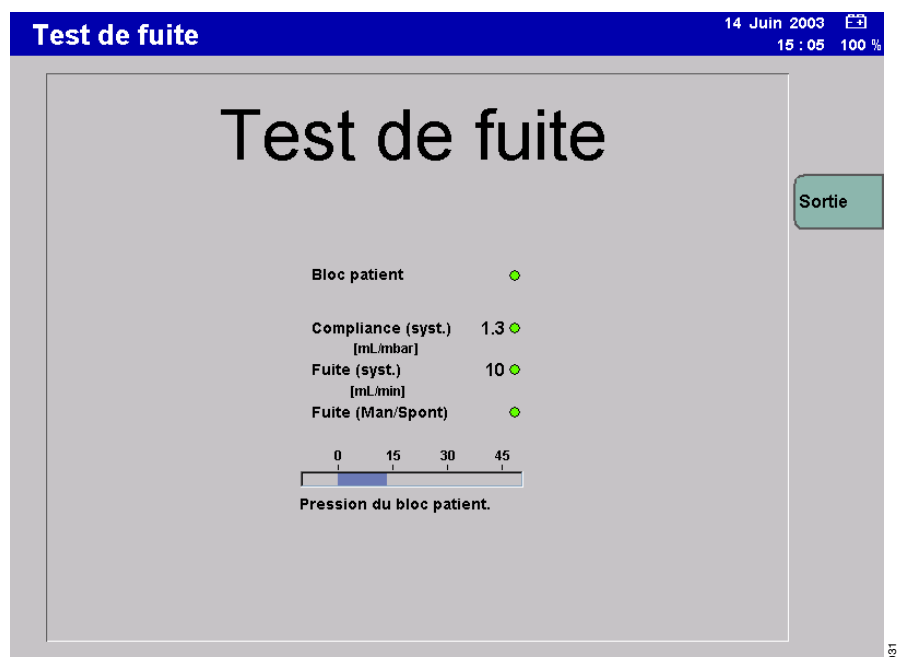 Test de fuite
14 Juin 2003
15 : 05 100 %
Test de fuite
Sortie
Bloc patient
Compliance (syst.) 1.3
[mL/mbar]
Fuite (syst.) 10
[mL/min]
Fuite (Man/Spont)
0 15 30 45
Pression du bloc patient.